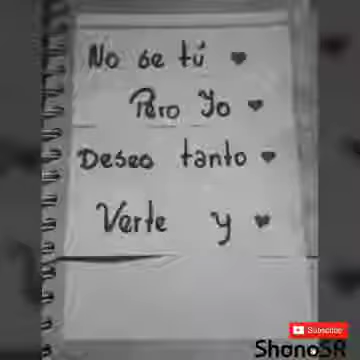 No se tú ♥
Pero Yo ♥
Deseo tanto ♥
Verte y ♥
Subscribe
ShonoSR